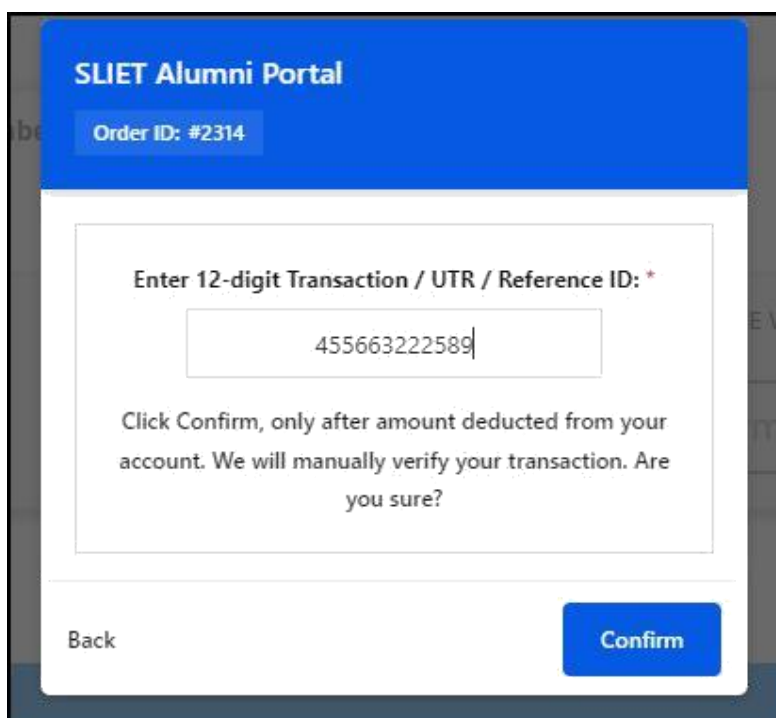 SLIET Alumni Portal
Order ID: #2314
Enter 12-digit Transaction / UTR / Reference ID: *
455663222589
Click Confirm, only after amount deducted from your
account. We will manually verify your transaction. Are
you sure?
Back
Confirm